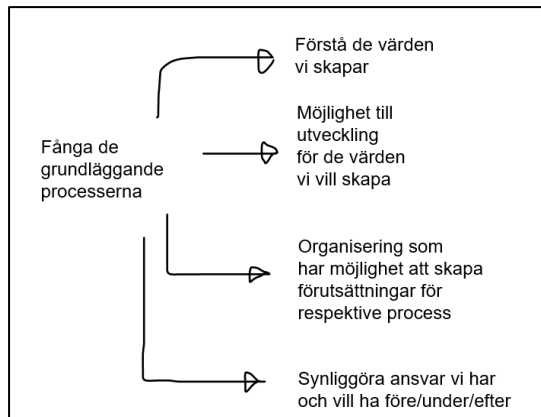 Förstå de värden
vi skapar
Möjlighet till
utveckling
för de värden
vi vill skapa
Fånga de
grundläggande
processerna
Organisering som
har möjlighet att skapa
förutsättningar för
respektive process
Synliggöra ansvar vi har
och vill ha före/under/efter